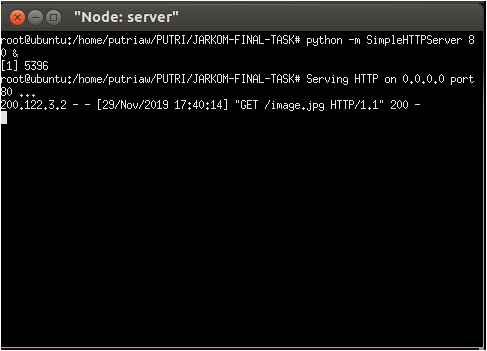 "Node: server"
root@ubuntu:/home/putriaw/PUTRI/JARKOM-FINAL-TASK# python -m SimpleHTTPServer 8
0 &
[1] 5396
root@ubuntu:/home/putriaw/PUTRI/JARKOM-FINAL-TASK# Serving HTTP on 0.0.0.0 port
80 ...
200.122.3.2 - - [29/Nov/2019 17:40:14] "GET /image.jpg HTTP/1.1" 200 -